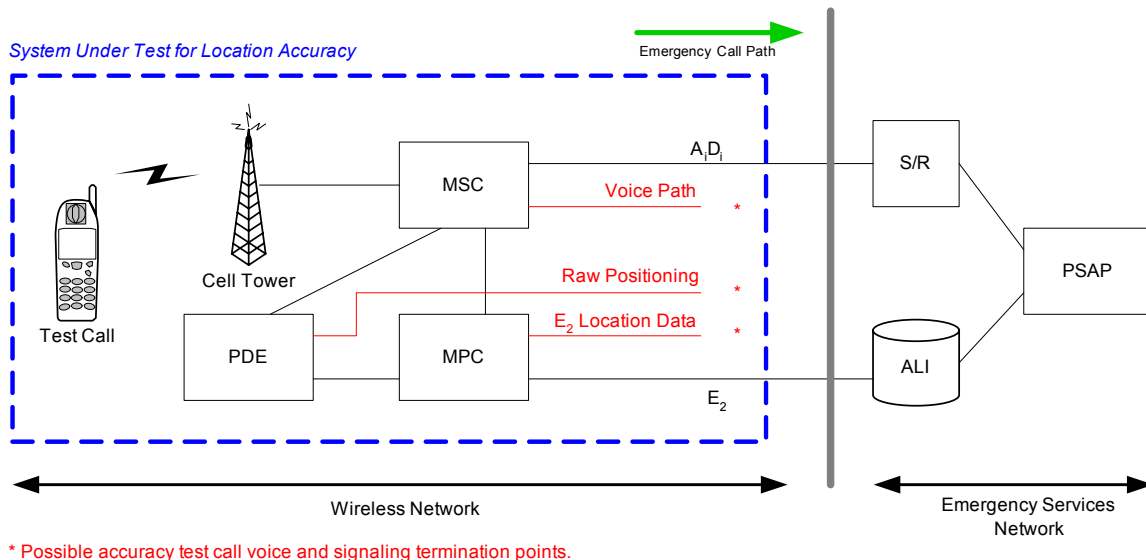 System Under Test for Location Accuracy
Emergency Call Path
Test Call
Cell Tower
MSC
AᵢDᵢ
Voice Path
*
Raw Positioning
*
E₂ Location Data
*
PDE
MPC
E₂
S/R
ALI
PSAP
Wireless Network
Emergency Services
Network
* Possible accuracy test call voice and signaling termination points.